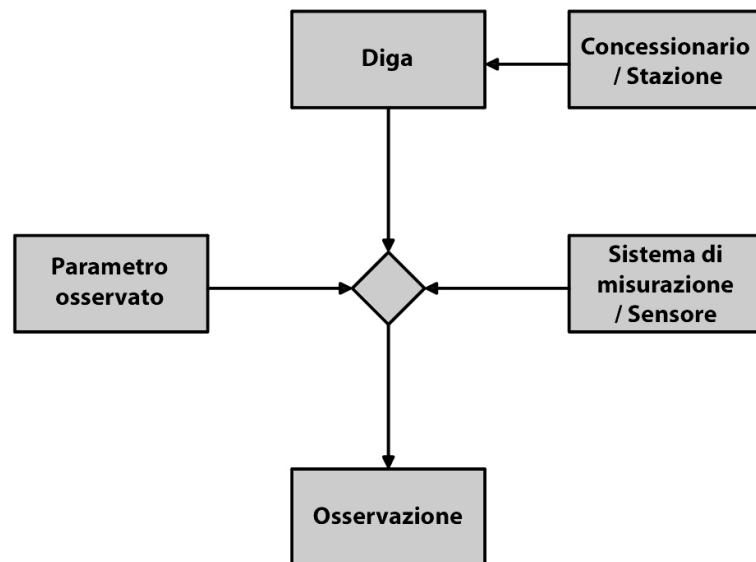 Diga
Concessionario
/ Stazione
Parametro
osservato
Sistema di
misurazione
/ Sensore
Osservazione